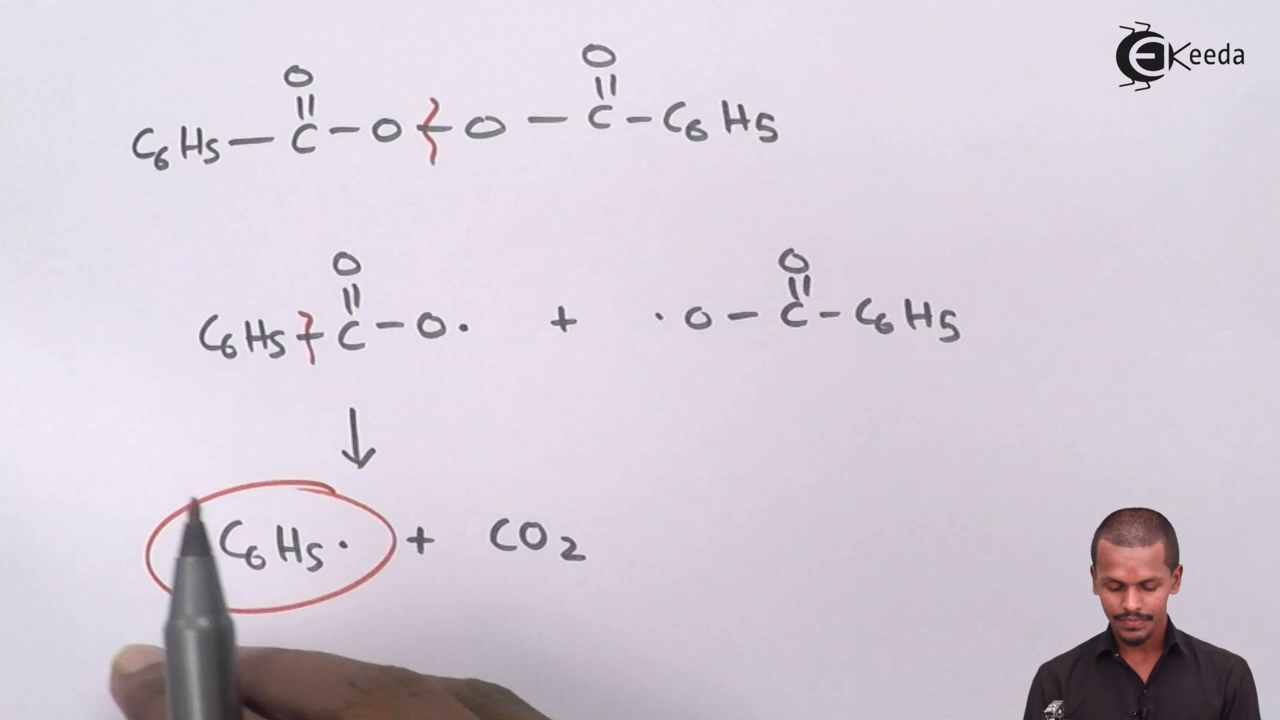 Keeda
O O
C6H5 — C – O – O — C – C6H5
O O
C6H5 – C – O· + ·O – C – C6H5
↓
C6H5· + CO2